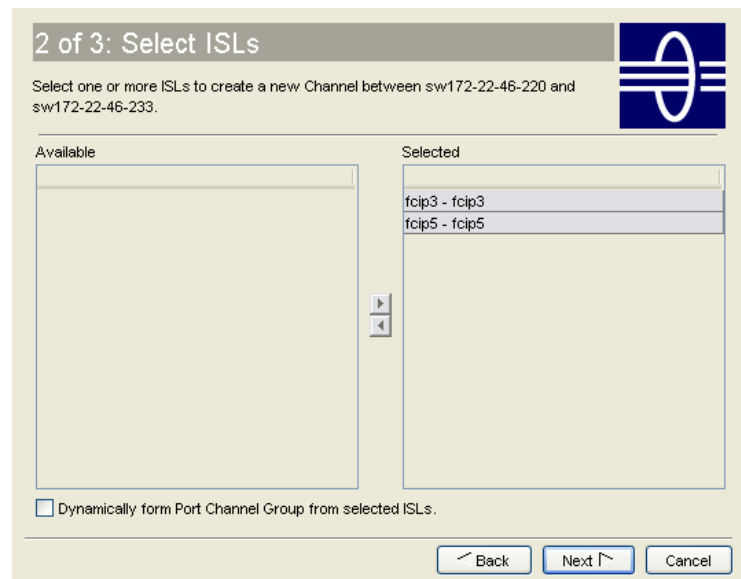 2 of 3: Select ISLs
Select one or more ISLs to create a new Channel between sw172-22-46-220 and
sw172-22-46-233.
Available
Selected
fcip3 - fcip3
fcip5 - fcip5
Dynamically form Port Channel Group from selected ISLs.
Back
Next
Cancel